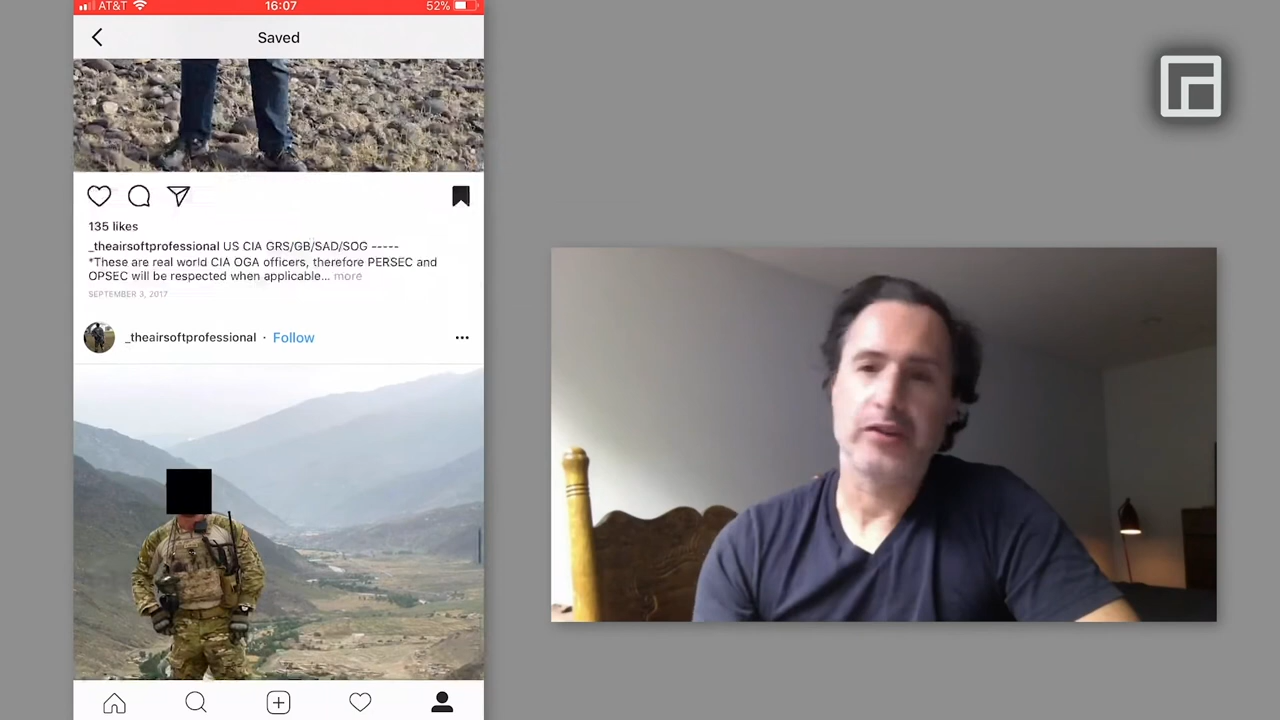 AT&T 16:07 52%
Saved
135 likes
_theairsoftprofessional US CIA GRS/GB/SAD/SOG -----
*These are real world CIA OGA officers, therefore PERSEC and
OPSEC will be respected when applicable... more
SEPTEMBER 3, 2017
_theairsoftprofessional · Follow